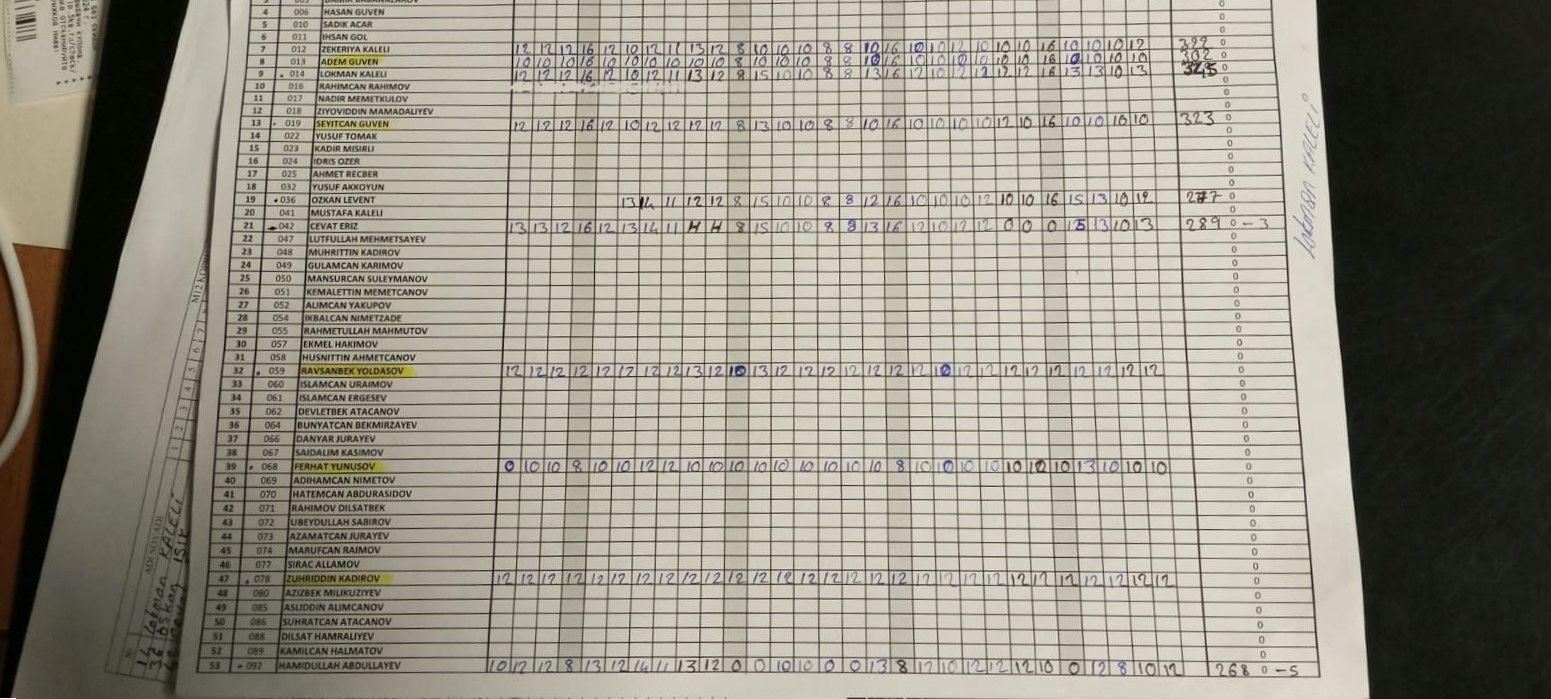 4 006 HASAN GUVEN 0
5 010 SADIK ACAR 0
6 011 IHSAN GOL 0
7 012 ZEKERIYA KALELI 12 12 12 16 12 10 12 11 13 12 8 10 10 10 8 8 10 16 10 10 12 10 10 10 16 10 10 10 12 322 0
8 013 ADEM GUVEN 10 10 10 16 10 10 10 10 10 10 8 10 10 10 8 8 10 16 10 10 10 10 10 10 16 10 10 10 10 302 0
9 014 LOKMAN KALELI 12 12 12 16 12 10 12 11 13 12 8 15 10 10 8 8 13 16 12 10 12 12 12 12 16 13 13 10 13 345 0
10 016 RAHIMCAN RAHIMOV 0
11 017 NADIR MEMETKULOV 0
12 018 ZIYOVIDDIN MAMADALIYEV 0
13 019 SEYITCAN GUVEN 12 12 12 16 12 10 12 12 12 12 8 13 10 10 8 8 10 16 10 10 10 10 12 10 16 10 10 10 10 323 0
14 022 YUSUF TOMAK 0
15 023 KADIR MISIRLI 0
16 024 IDRIS OZER 0
17 025 AHMET RECBER 0
18 032 YUSUF AKKOYUN 0
19 036 OZKAN LEVENT 13 14 11 12 12 8 15 10 10 8 8 12 16 10 10 10 12 10 10 16 15 13 10 12 0
20 041 MUSTAFA KALELI 0
21 042 CEVAT ERIZ 13 13 12 16 12 13 14 11 H H 8 15 10 10 8 8 13 16 12 10 12 12 0 0 0 15 13 10 13 289 0 -3
22 047 LUTFULLAH MEHMETSAYEV 0
23 048 MUHRITTIN KADIROV 0
24 049 GULAMCAN KARIMOV 0
25 050 MANSURCAN SULEYMANOV 0
26 051 KEMALETTIN MEMETCANOV 0
27 052 ALIMCAN YAKUPOV 0
28 054 IKBALCAN NIMETZADE 0
29 055 RAHMETULLAH MAHMUTOV 0
30 057 EKMEL HAKIMOV 0
31 058 HUSNITTIN AHMETCANOV 0
32 059 RAVSANBEK YOLDASOV 12 12 12 12 12 12 12 12 13 12 10 13 12 12 12 12 12 12 12 10 12 12 12 12 12 12 12 12 12 0
33 060 ISLAMCAN URAIMOV 0
34 061 ISLAMCAN ERGESEV 0
35 062 DEVLETBEK ATACANOV 0
36 064 BUNYATCAN BEKMIRZAYEV 0
37 066 DANYAR JURAYEV 0
38 067 SAIDALIM KASIMOV 0
39 068 FERHAT YUNUSOV 0 10 10 8 10 10 12 12 10 10 10 10 10 10 10 10 10 8 10 10 10 10 10 10 10 13 10 10 10 0
40 069 ADIHAMCAN NIMETOV 0
41 070 HATEMCAN ABDURASIDOV 0
42 071 RAHIMOV DILSATBEK 0
43 072 UBEYDULLAH SABIROV 0
44 073 AZAMATCAN JURAYEV 0
45 074 MARUFCAN RAIMOV 0
46 077 SIRAC ALLAMOV 0
47 078 ZUHRIDDIN KADIROV 12 12 12 12 12 12 12 12 12 12 12 12 12 12 12 12 12 12 12 12 12 12 12 12 12 12 12 12 12 0
48 080 AZIZBEK MILIKUZIYEV 0
49 085 ASLIDDIN ALIMCANOV 0
50 086 SUHRATCAN ATACANOV 0
51 088 DILSAT HAMRALIYEV 0
52 089 KAMILCAN HALMATOV 0
53 092 HAMIDULLAH ABDULLAYEV 10 12 12 8 13 12 14 11 13 12 0 0 10 10 0 0 13 8 12 10 12 12 12 10 0 12 8 10 12 268 0 -5
lokman KALELI
ADI SOYADI 1 2 3 4 5 6 7
14 Lokman KALELI
36 OSKAN